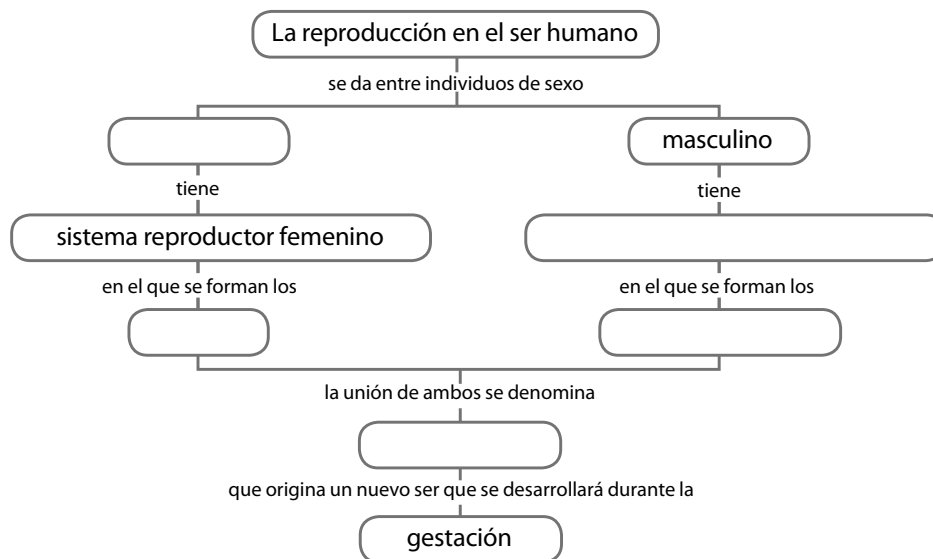 La reproducción en el ser humano
se da entre individuos de sexo
masculino
tiene
tiene
sistema reproductor femenino
en el que se forman los
en el que se forman los
la unión de ambos se denomina
que origina un nuevo ser que se desarrollará durante la
gestación